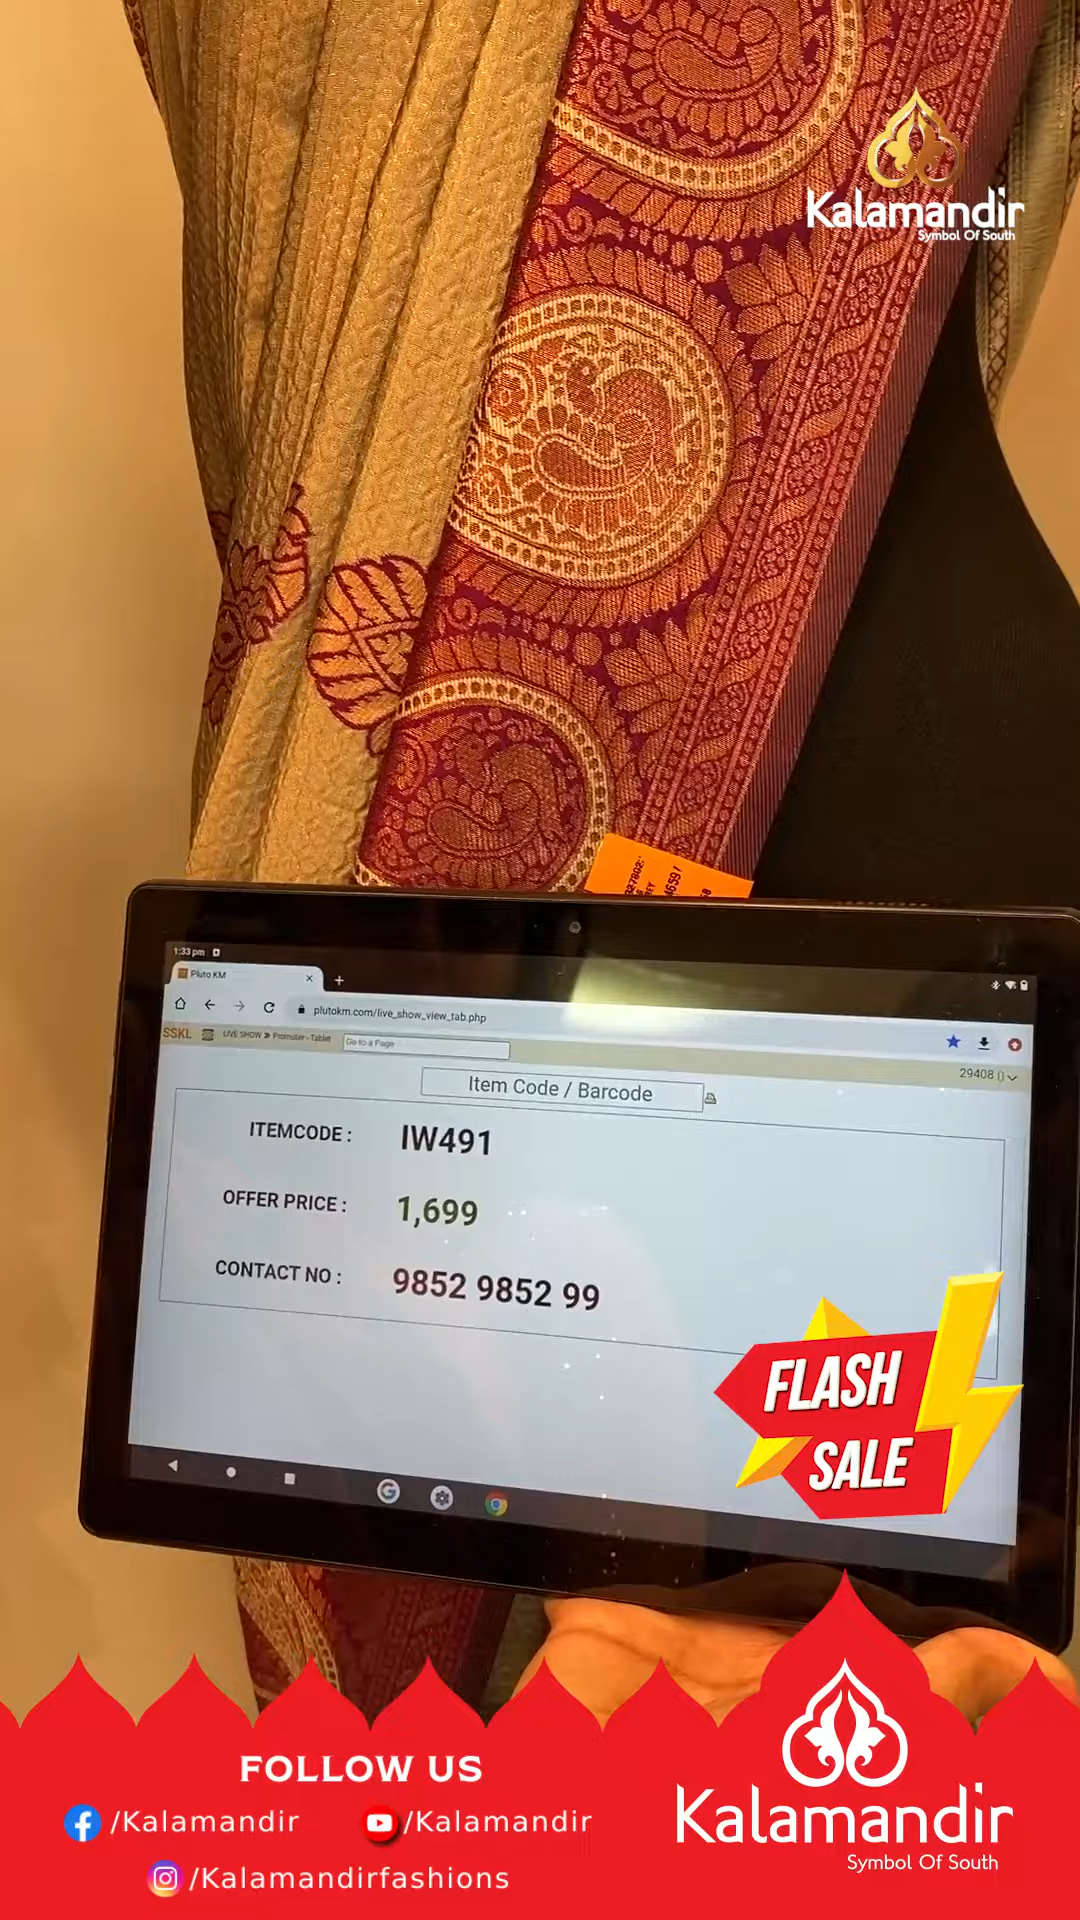 Kalamandir
Symbol Of South
1:33 pm
Pluto KM
plutokm.com/live_show_view_tab.php
SSKL
LIVE SHOW » Promoter - Tablet
Go to a Page
29408 ()
Item Code / Barcode
ITEMCODE : IW491
OFFER PRICE : 1,699
CONTACT NO : 9852 9852 99
FLASH
SALE
FOLLOW US
/Kalamandir
/Kalamandir
/Kalamandirfashions
Kalamandir
Symbol Of South